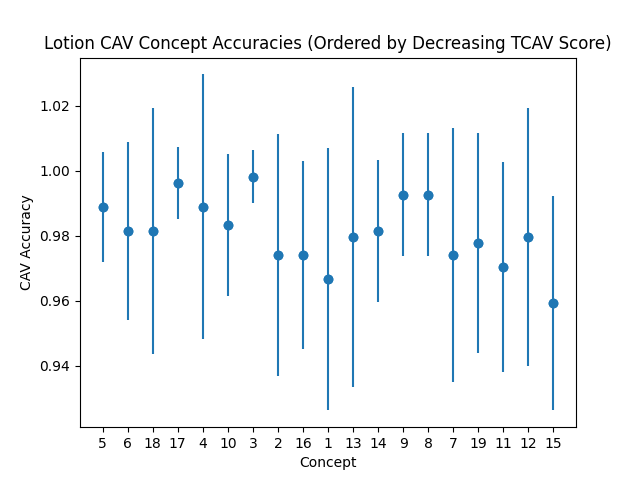 Lotion CAV Concept Accuracies (Ordered by Decreasing TCAV Score)
1.02
1.00
0.98
0.96
0.94
CAV Accuracy
5 6 18 17 4 10 3 2 16 1 13 14 9 8 7 19 11 12 15
Concept